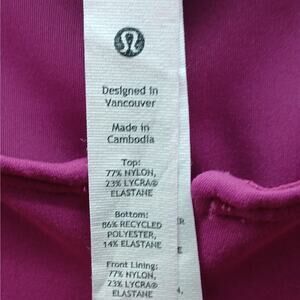 Designed in
Vancouver
Made in
Cambodia
Top:
77% NYLON,
23% LYCRA®
ELASTANE
Bottom:
86% RECYCLED
POLYESTER,
14% ELASTANE
Front Lining:
77% NYLON,
23% LYCRA®
ELASTANE